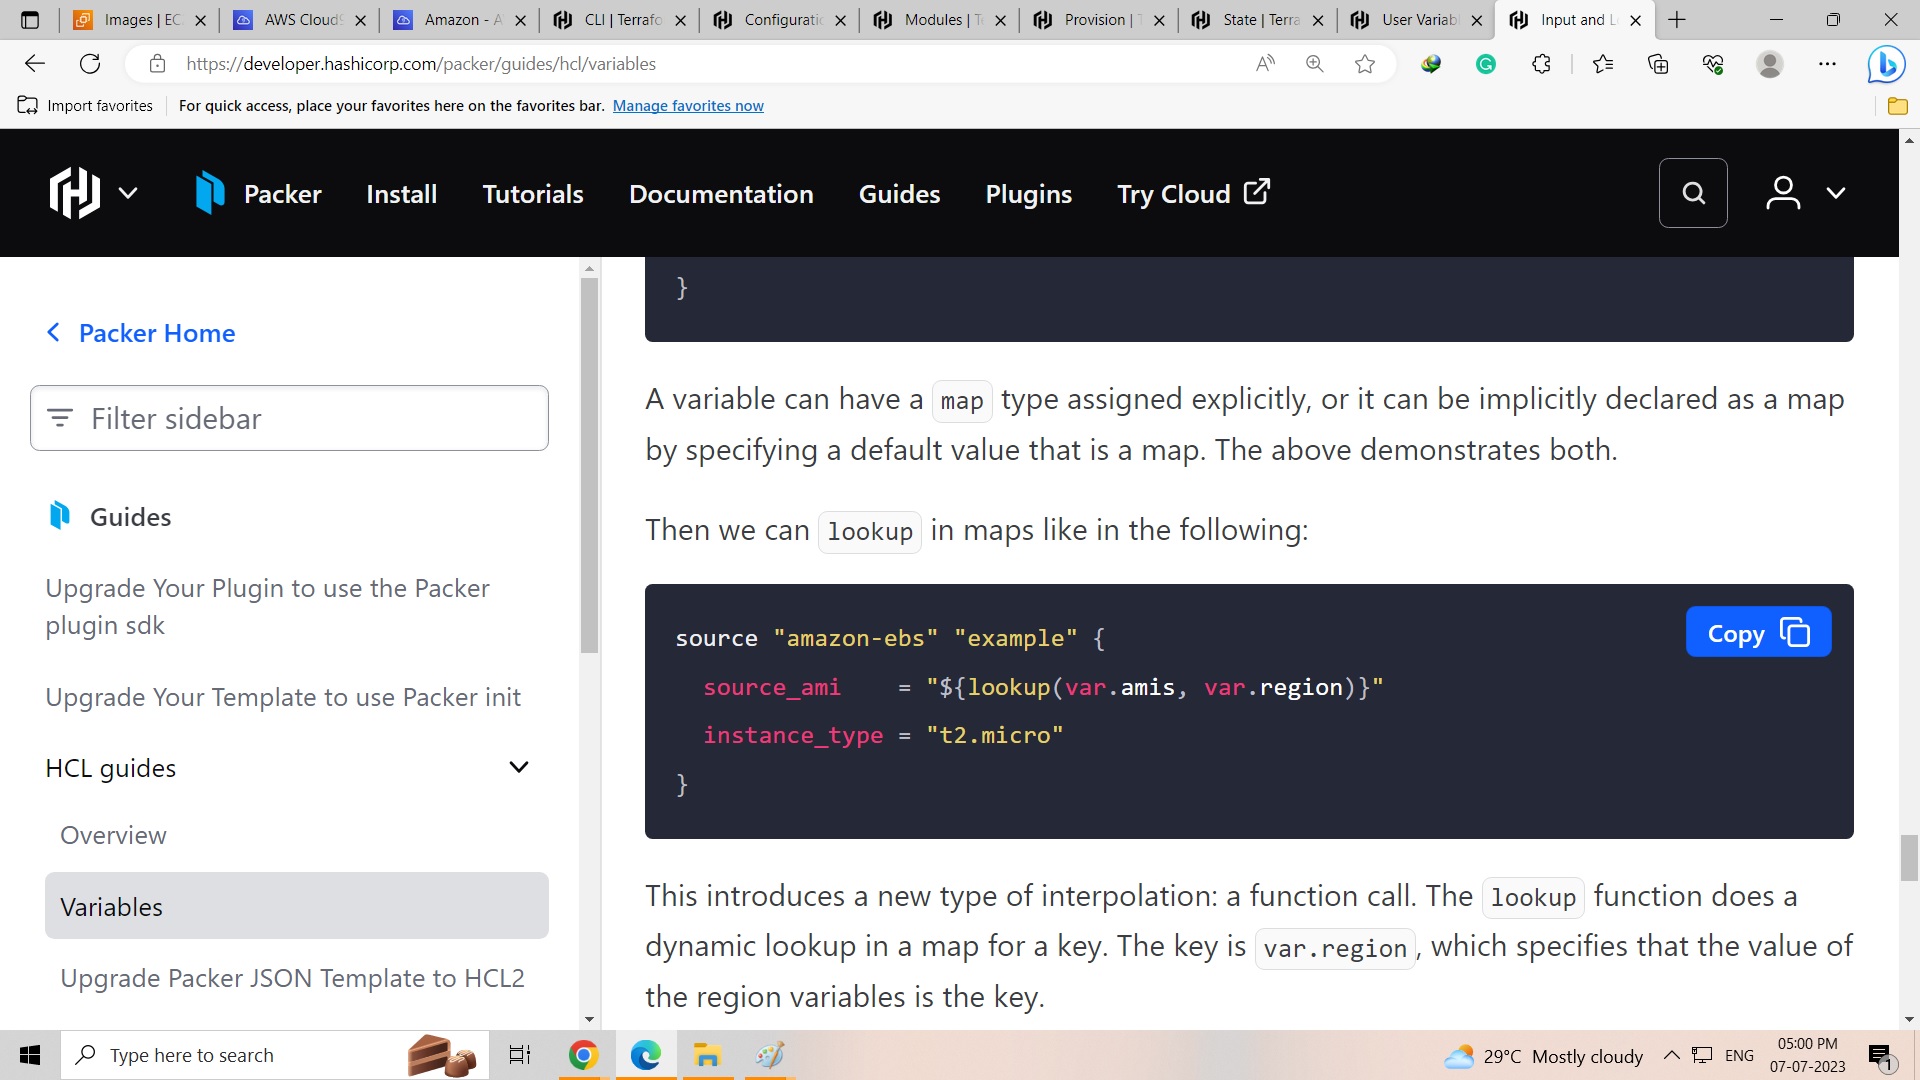 Images | EC
AWS Cloud9
Amazon - A
CLI | Terrafo
Configuratio
Modules | Te
Provision | T
State | Terra
User Variabl
Input and L
https://developer.hashicorp.com/packer/guides/hcl/variables
Import favorites
For quick access, place your favorites here on the favorites bar. Manage favorites now
Packer
Install
Tutorials
Documentation
Guides
Plugins
Try Cloud
Packer Home
Filter sidebar
Guides
Upgrade Your Plugin to use the Packer
plugin sdk
Upgrade Your Template to use Packer init
HCL guides
Overview
Variables
Upgrade Packer JSON Template to HCL2
}
A variable can have a map type assigned explicitly, or it can be implicitly declared as a map
by specifying a default value that is a map. The above demonstrates both.
Then we can lookup in maps like in the following:
Copy
source "amazon-ebs" "example" {
source_ami = "${lookup(var.amis, var.region)}"
instance_type = "t2.micro"
}
This introduces a new type of interpolation: a function call. The lookup function does a
dynamic lookup in a map for a key. The key is var.region, which specifies that the value of
the region variables is the key.
Type here to search
29°C Mostly cloudy
ENG
05:00 PM
07-07-2023
1